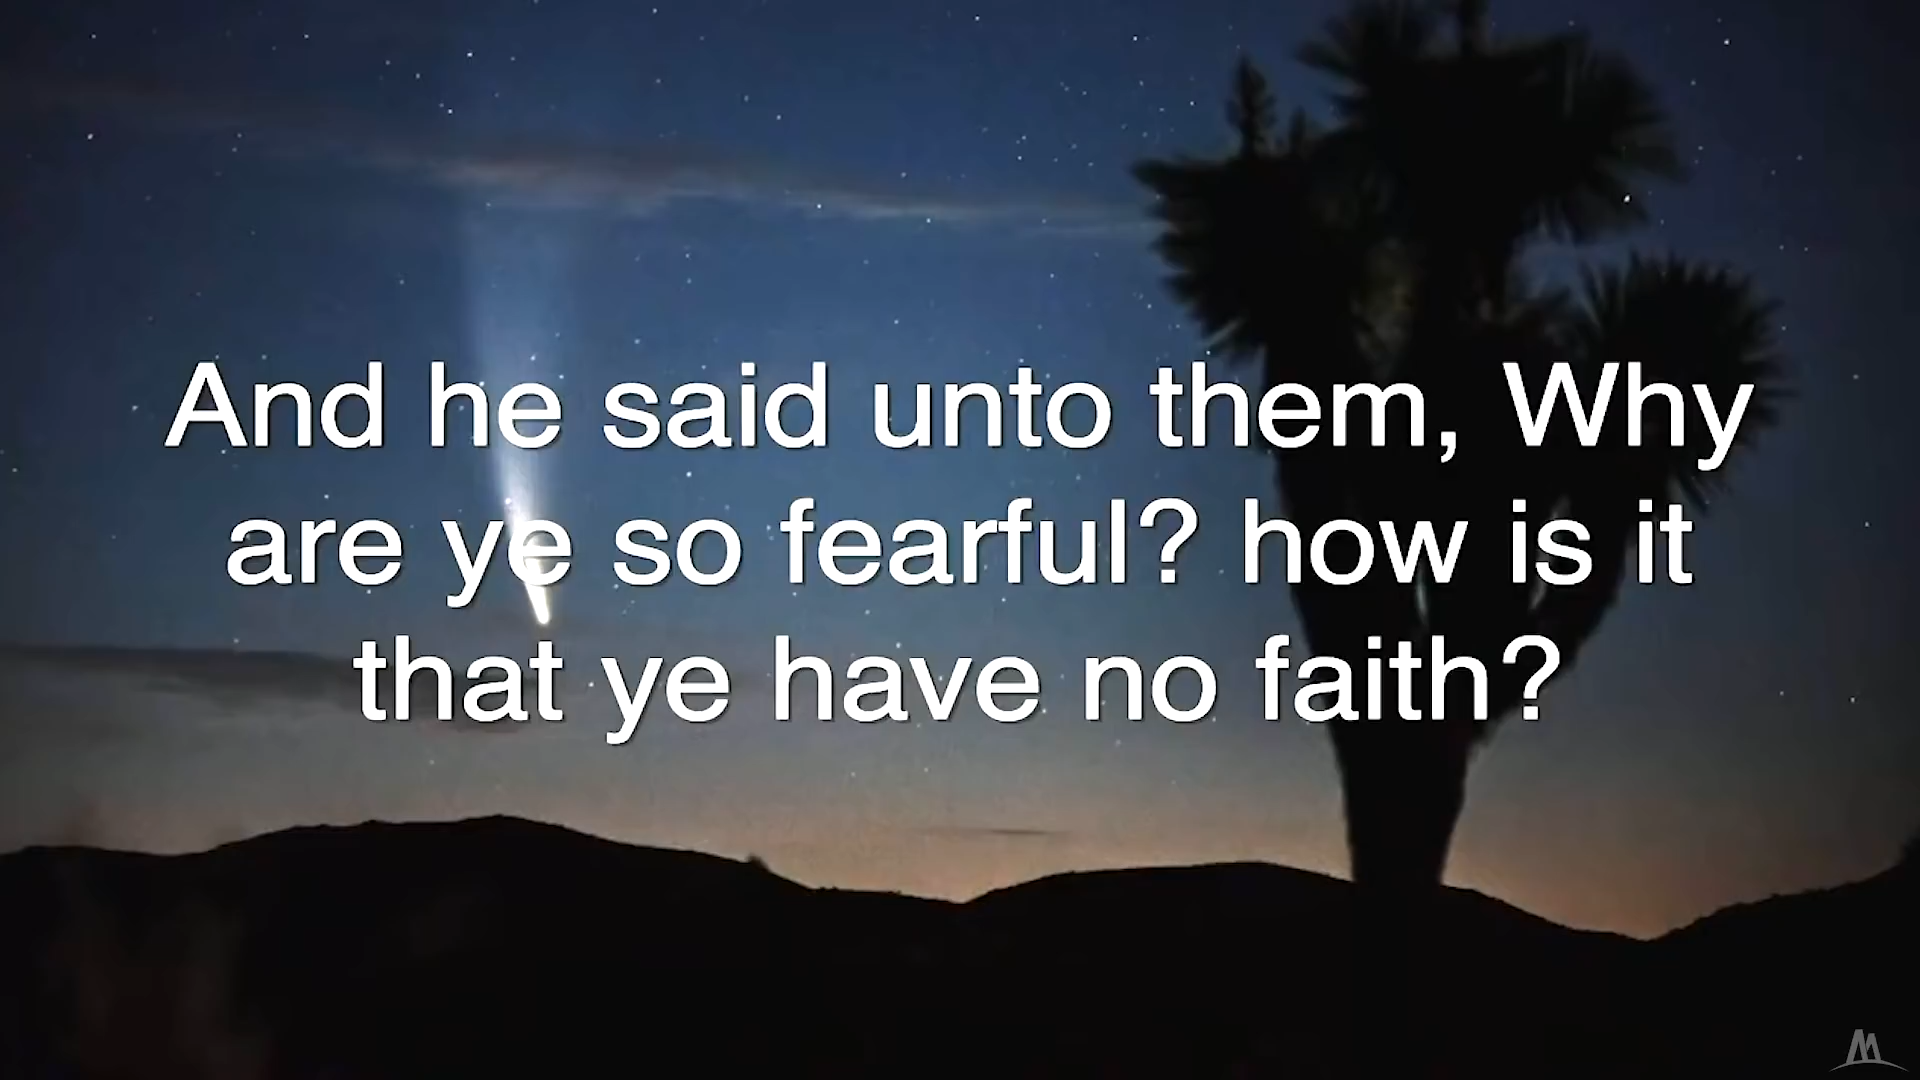 And he said unto them, Why
are ye so fearful? how is it
that ye have no faith?